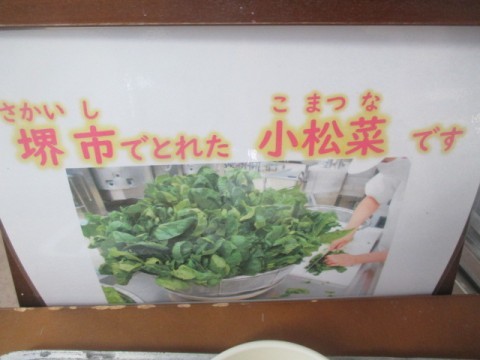 さかいし こまつな
堺市でとれた 小松菜 です